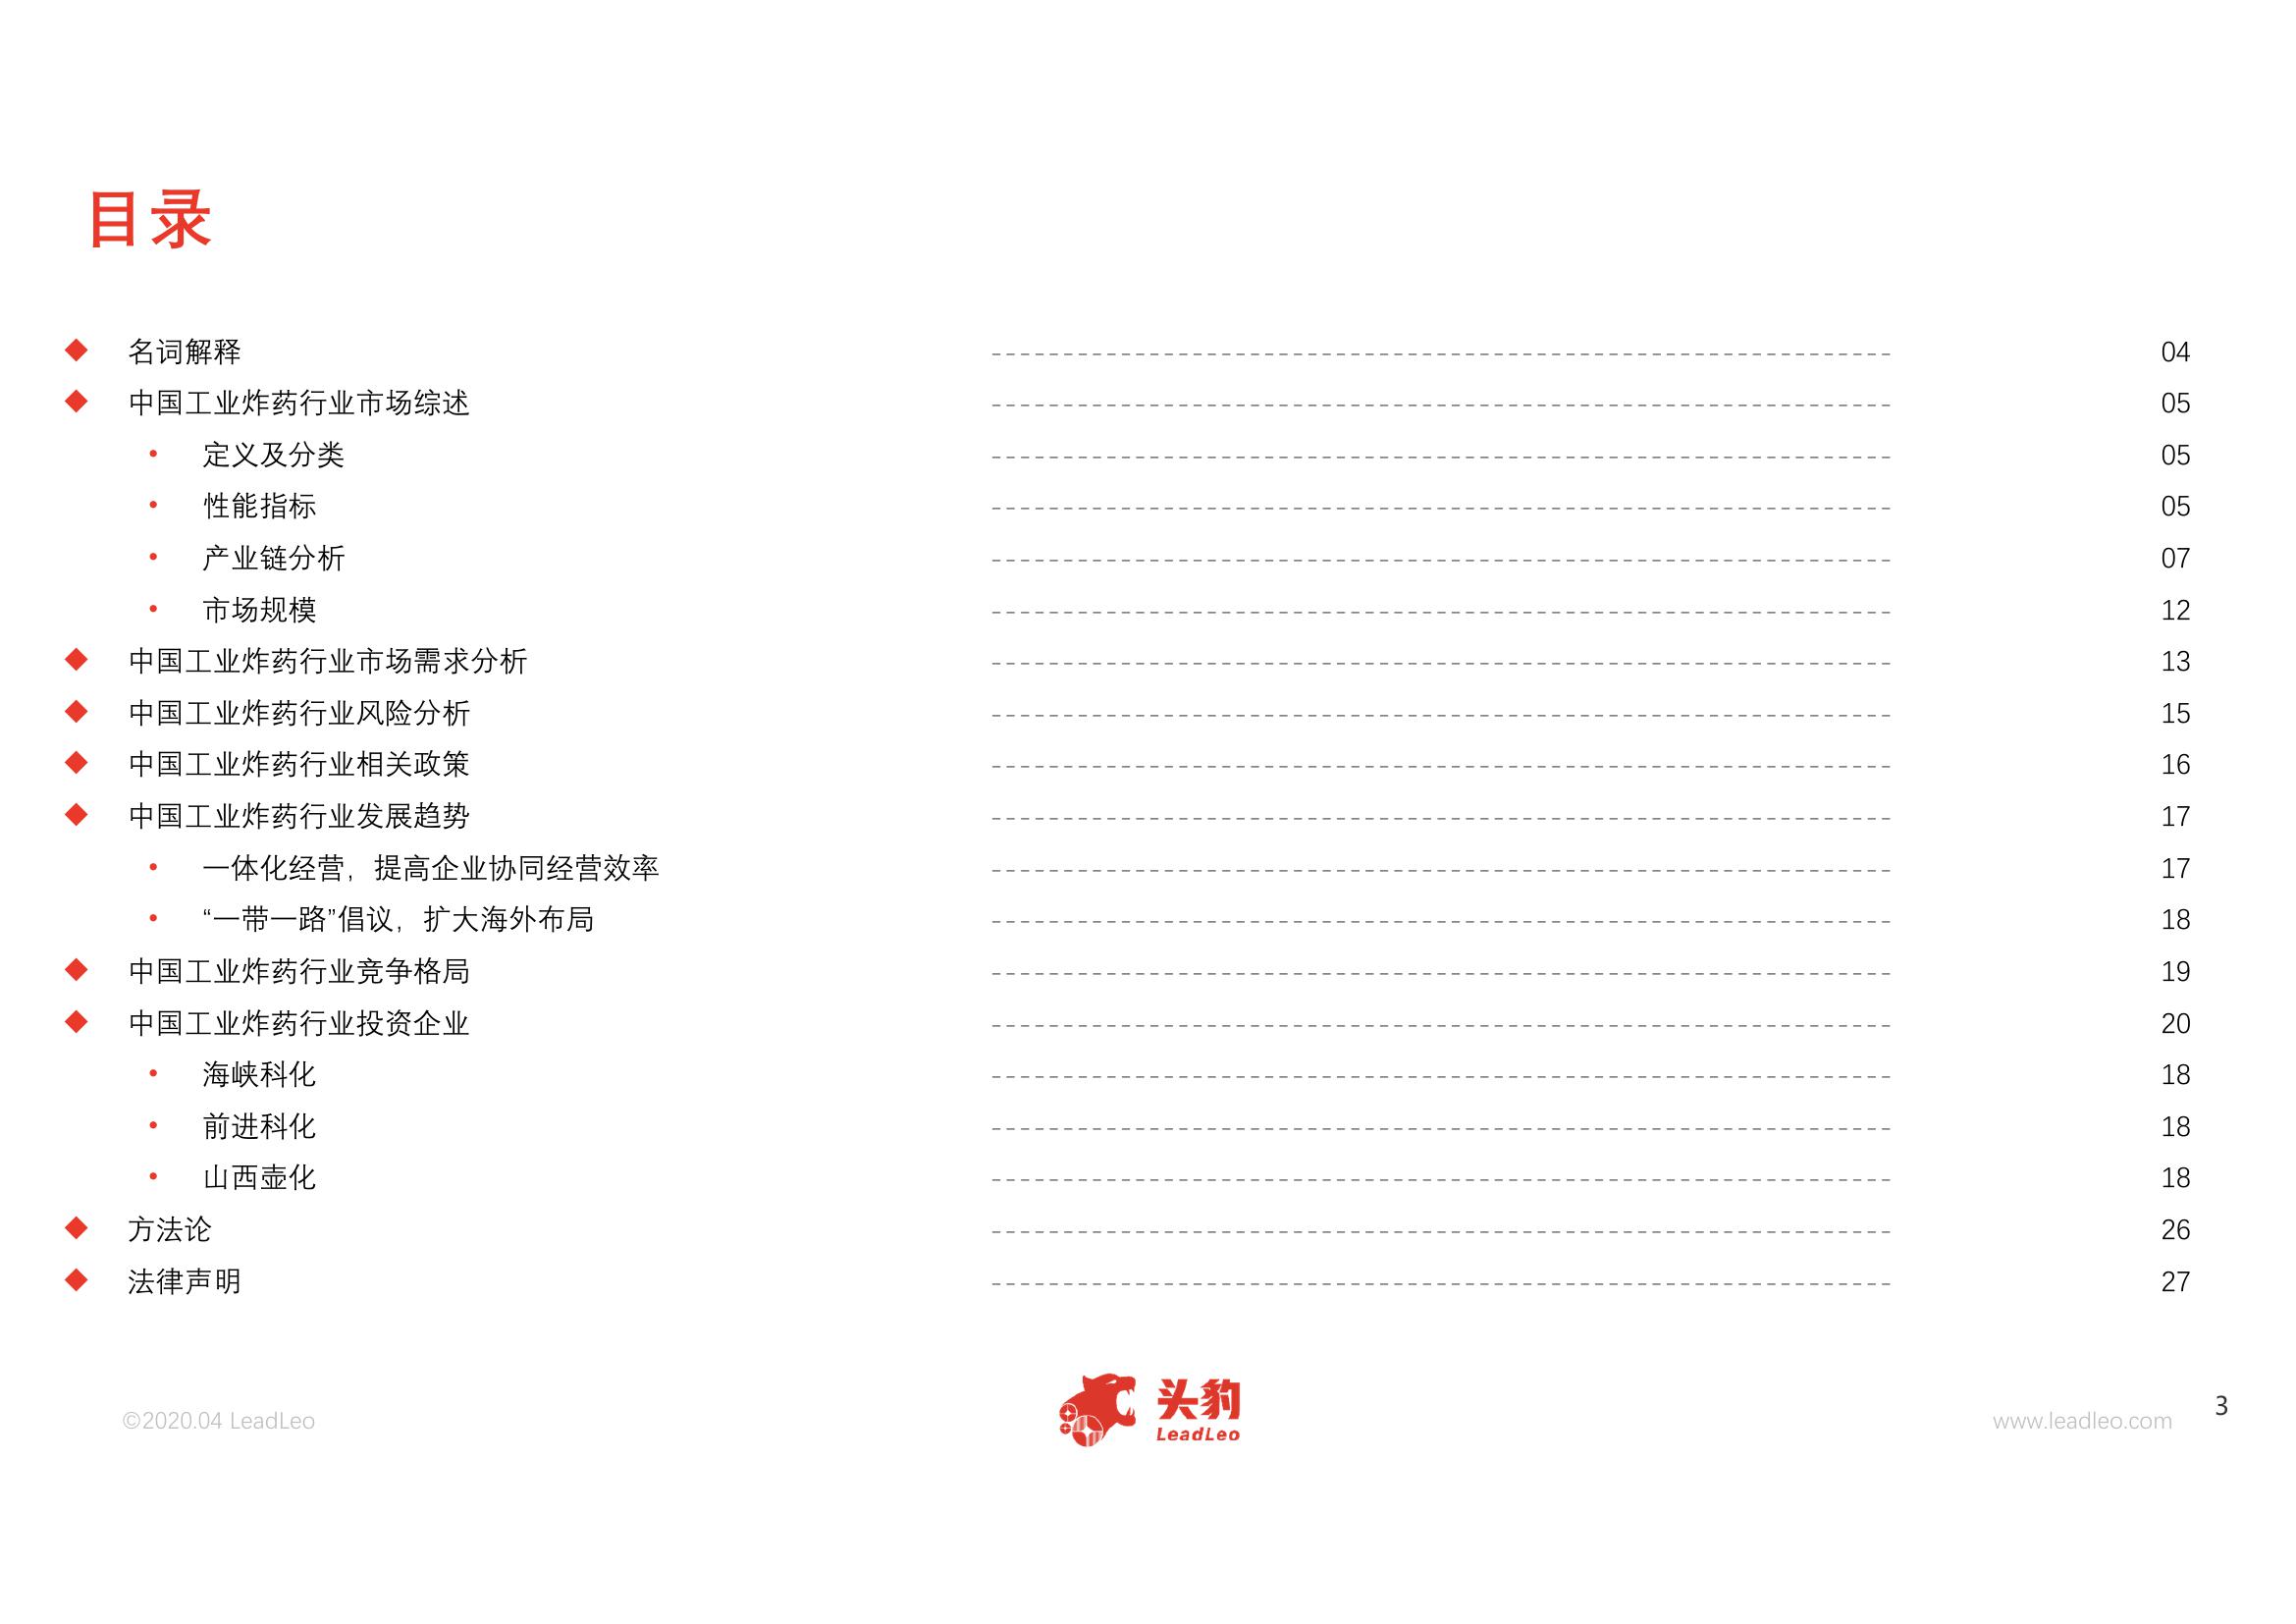 目录
名词解释 04
中国工业炸药行业市场综述 05
• 定义及分类 05
• 性能指标 05
• 产业链分析 07
• 市场规模 12
中国工业炸药行业市场需求分析 13
中国工业炸药行业风险分析 15
中国工业炸药行业相关政策 16
中国工业炸药行业发展趋势 17
• 一体化经营，提高企业协同经营效率 17
• “一带一路”倡议，扩大海外布局 18
中国工业炸药行业竞争格局 19
中国工业炸药行业投资企业 20
• 海峡科化 18
• 前进科化 18
• 山西壶化 18
方法论 26
法律声明 27
©2020.04 LeadLeo
头豹
LeadLeo
www.leadleo.com
3